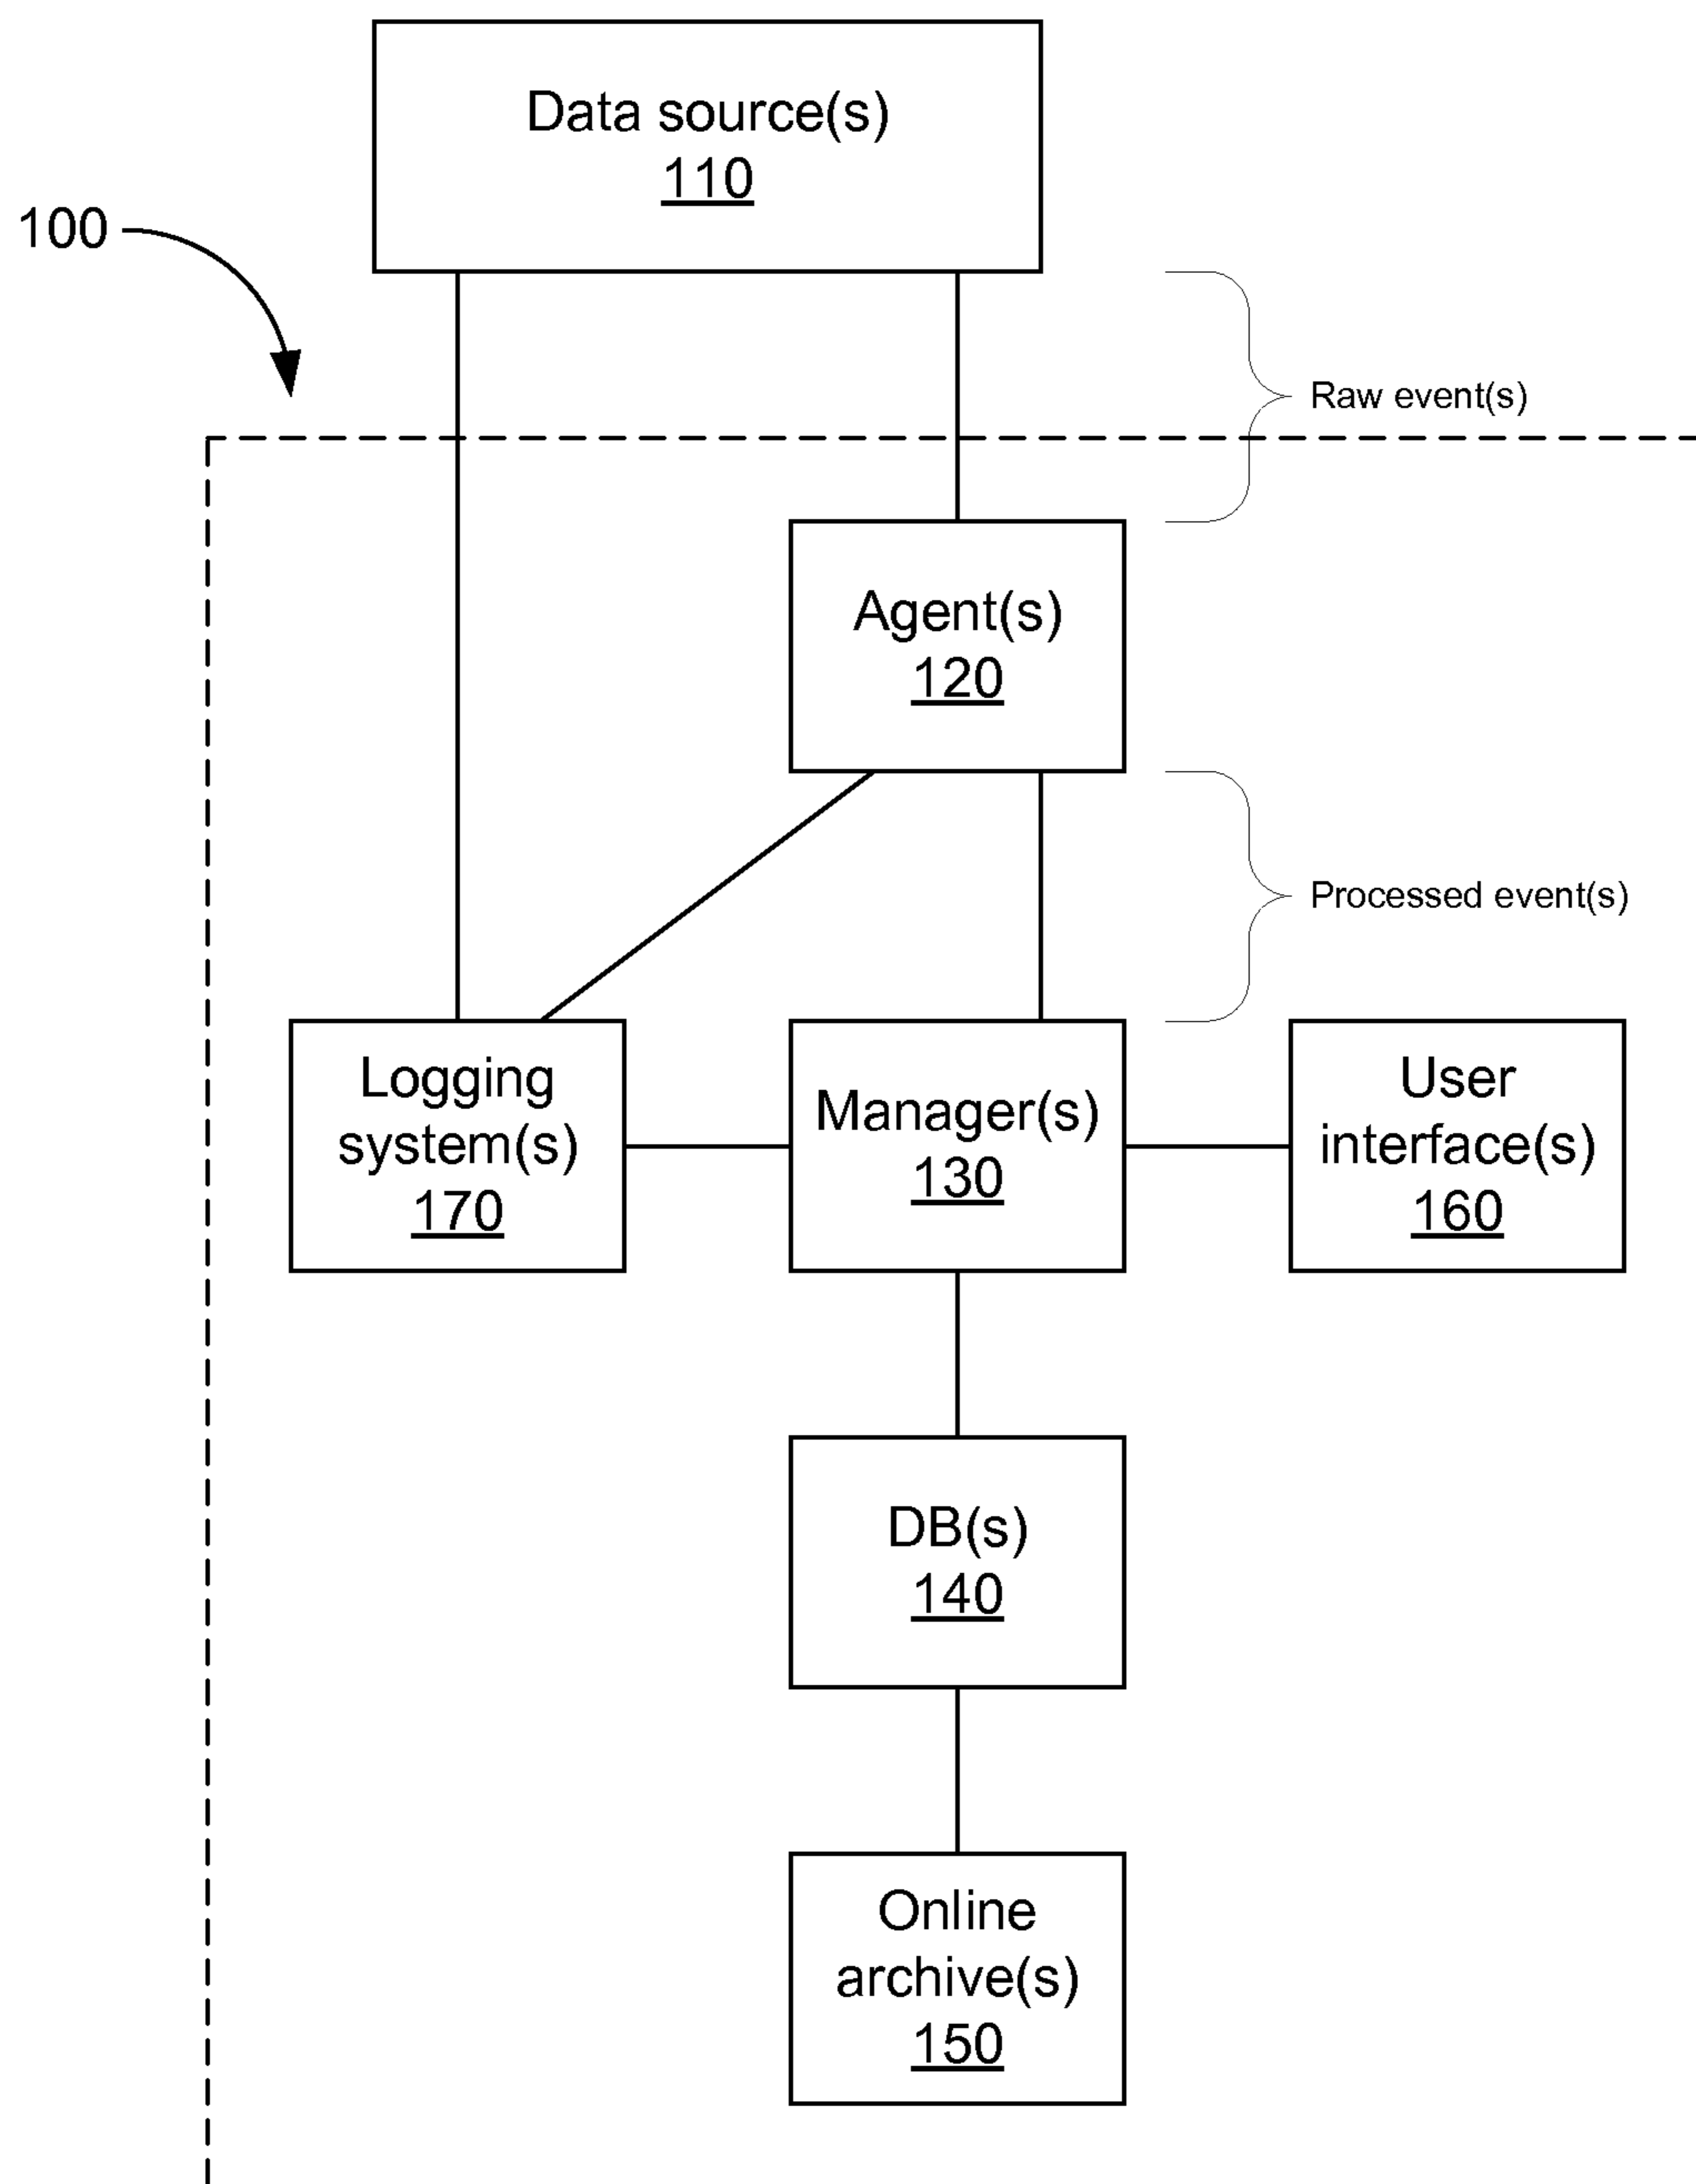 Data source(s)
110
100
Raw event(s)
Agent(s)
120
Processed event(s)
Logging
system(s)
170
Manager(s)
130
User
interface(s)
160
DB(s)
140
Online
archive(s)
150